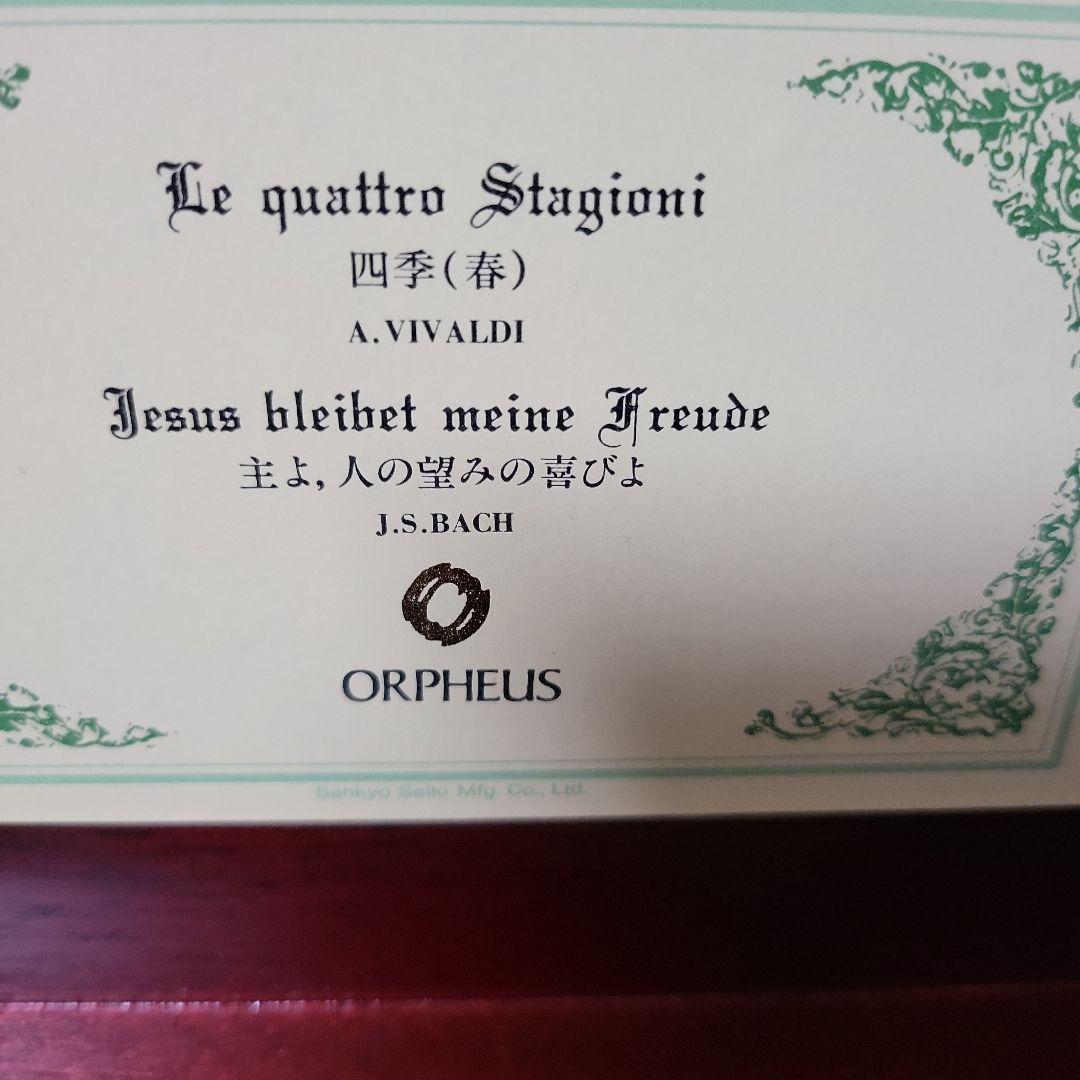 Le quattro Stagioni
四季(春)
A.VIVALDI
Jesus bleibet meine Freude
主よ,人の望みの喜びよ
J.S.BACH
ORPHEUS
Sankyo Seiki Mfg. Co., Ltd.